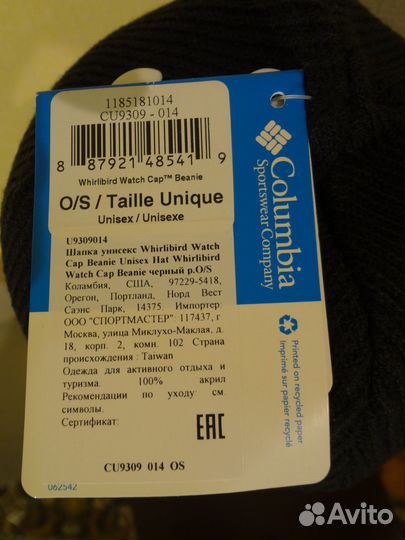 1185181014
CU9309 - 014
8 87921 48541 9
Whirlibird Watch Cap™ Beanie
O/S / Taille Unique
Unisex / Unisexe
U9309014
Шапка унисекс Whirlibird Watch
Cap Beanie Unisex Hat Whirlibird
Watch Cap Beanie черный р.O/S
Коламбия, США, 97229-5418,
Орегон, Портланд, Норд Вест
Саэнс Парк, 14375. Импортер:
ООО "СПОРТМАСТЕР" 117437, г
Москва, улица Миклухо-Маклая, д.
18, корп. 2, комн. 102 Страна
происхождения : Taiwan
Одежда для активного отдыха и
туризма. 100% акрил
Рекомендации по уходу: см.
символы.
Сертификат:
EAC
CU9309 014 OS
062542
Columbia
Sportswear Company
Printed on recycled paper
Imprimé sur papier recyclé
Avito